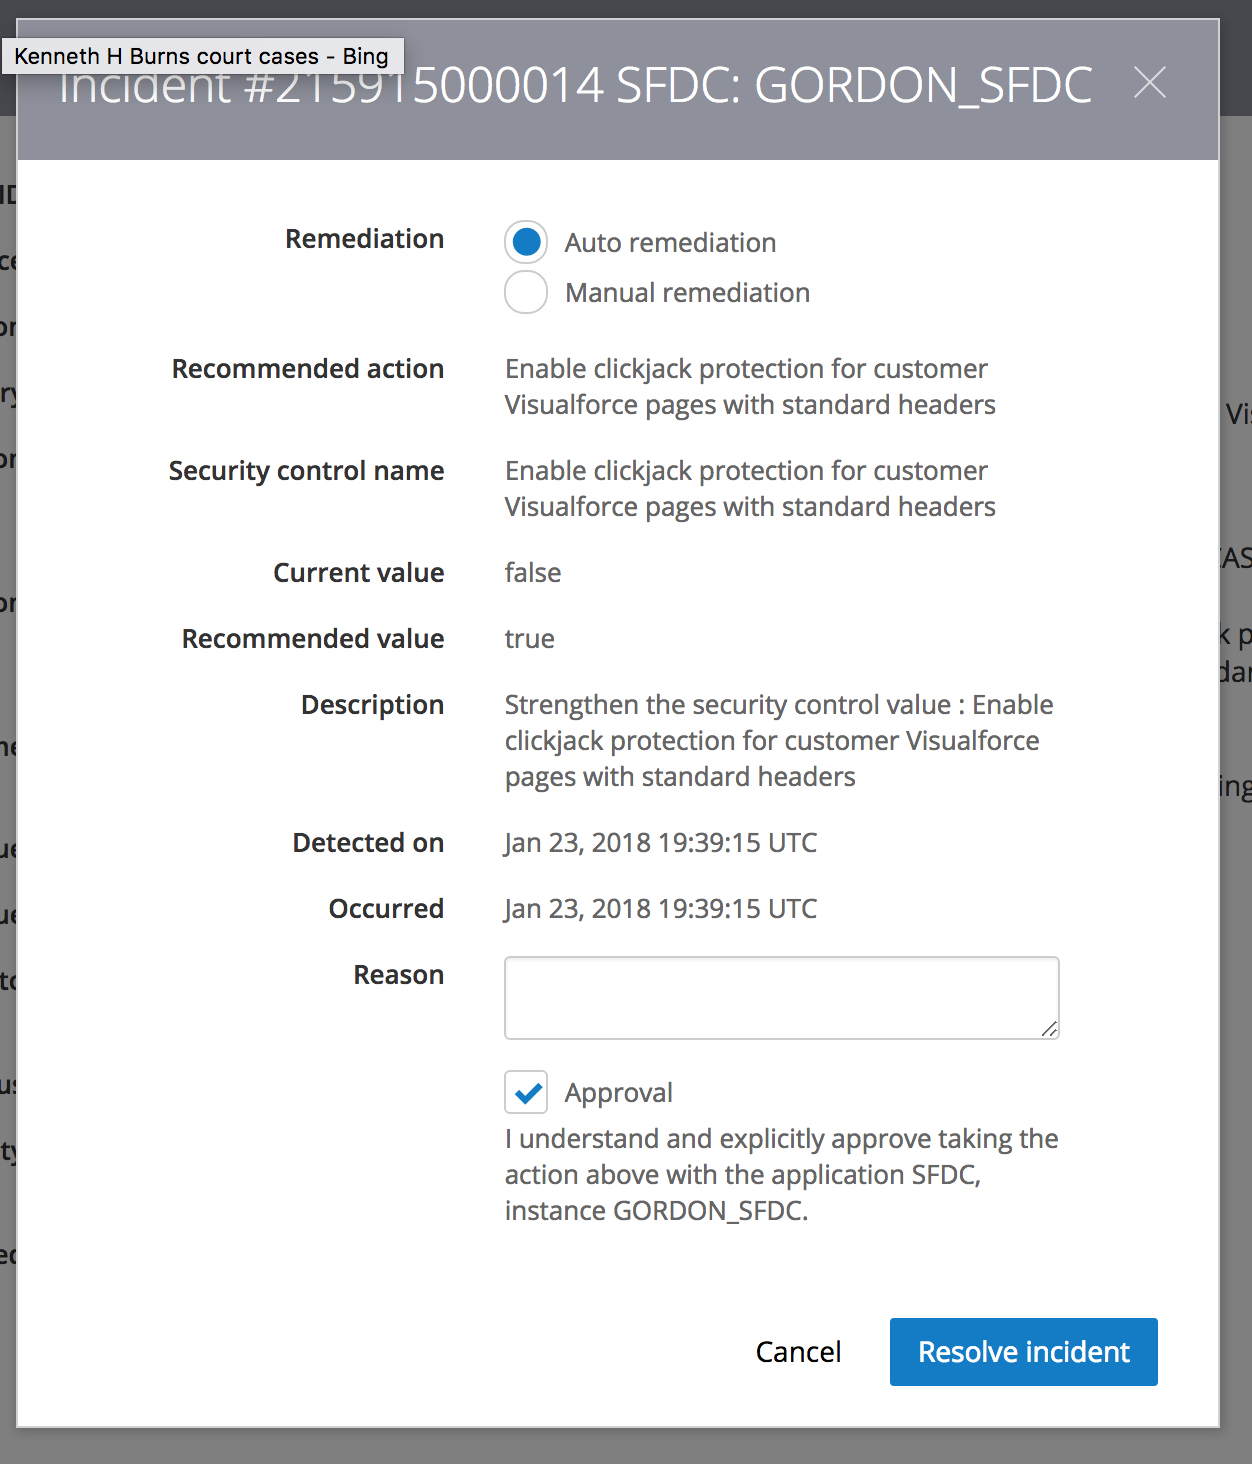 Kenneth H Burns court cases - Bing
Incident #215915000014 SFDC: GORDON_SFDC
Remediation
Auto remediation
Manual remediation
Recommended action
Enable clickjack protection for customer
Visualforce pages with standard headers
Security control name
Enable clickjack protection for customer
Visualforce pages with standard headers
Current value
false
Recommended value
true
Description
Strengthen the security control value : Enable
clickjack protection for customer Visualforce
pages with standard headers
Detected on
Jan 23, 2018 19:39:15 UTC
Occurred
Jan 23, 2018 19:39:15 UTC
Reason
Approval
I understand and explicitly approve taking the
action above with the application SFDC,
instance GORDON_SFDC.
Cancel
Resolve incident